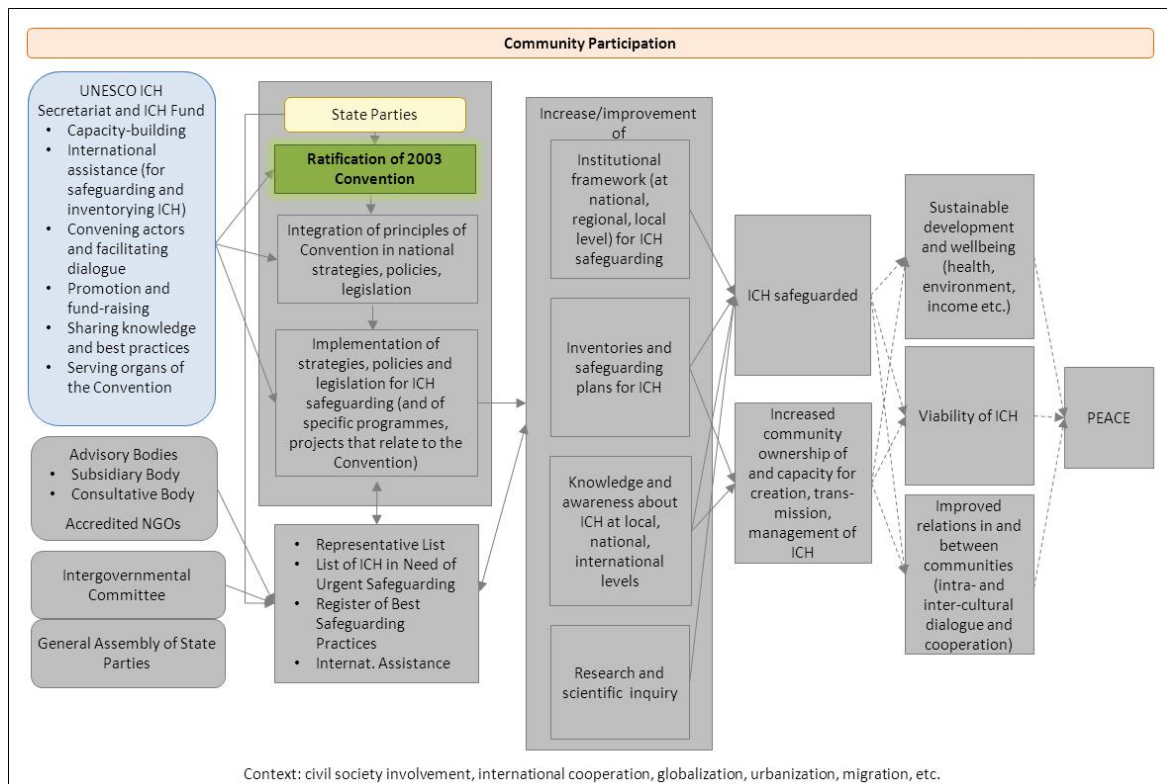 Community Participation
UNESCO ICH
Secretariat and ICH Fund
• Capacity-building
• International
assistance (for
safeguarding and
inventorying ICH)
• Convening actors
and facilitating
dialogue
• Promotion and
fund-raising
• Sharing knowledge
and best practices
• Serving organs of
the Convention
Advisory Bodies
• Subsidiary Body
• Consultative Body
Accredited NGOs
Intergovernmental
Committee
General Assembly of State
Parties
State Parties
Ratification of 2003
Convention
Integration of principles of
Convention in national
strategies, policies,
legislation
Implementation of
strategies, policies and
legislation for ICH
safeguarding (and of
specific programmes,
projects that relate to the
Convention)
• Representative List
• List of ICH in Need of
Urgent Safeguarding
• Register of Best
Safeguarding
Practices
• Internat. Assistance
Increase/improvement
of
Institutional
framework (at
national,
regional, local
level) for ICH
safeguarding
Inventories and
safeguarding
plans for ICH
Knowledge and
awareness about
ICH at local,
national,
international
levels
Research and
scientific inquiry
ICH safeguarded
Increased
community
ownership of
and capacity for
creation, trans-
mission,
management of
ICH
Sustainable
development
and wellbeing
(health,
environment,
income etc.)
Viability of ICH
Improved
relations in and
between
communities
(intra- and
inter-cultural
dialogue and
cooperation)
PEACE
Context: civil society involvement, international cooperation, globalization, urbanization, migration, etc.